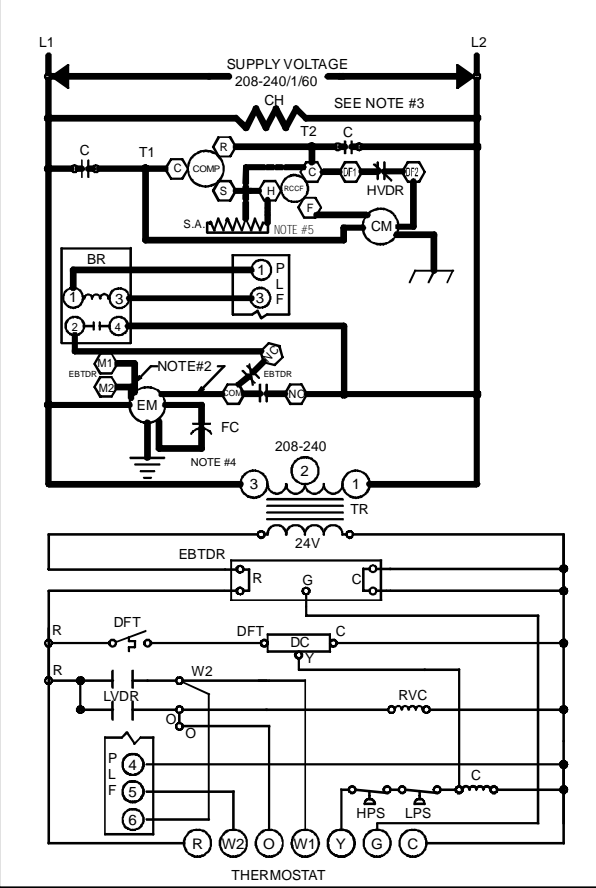 L1 L2
SUPPLY VOLTAGE
208-240/1/60
CH SEE NOTE #3
C T1 R T2 C
C COMP C DF1 DF2
HVDR
S H RCCF
F
S.A. NOTE #5 CM
BR
1 3 1 P
L
3 F
2 4
NC
M1 NOTE#2
EBTDR EBTDR
M2 COM NO
EM
FC
NOTE #4
208-240
3 2 1
TR
24V
EBTDR
R G C
R DFT DFT DC C
Y
R W2
LVDR RVC
O
O
P 4
L
F 5 C
HPS LPS
6
R W2 O W1 Y G C
THERMOSTAT